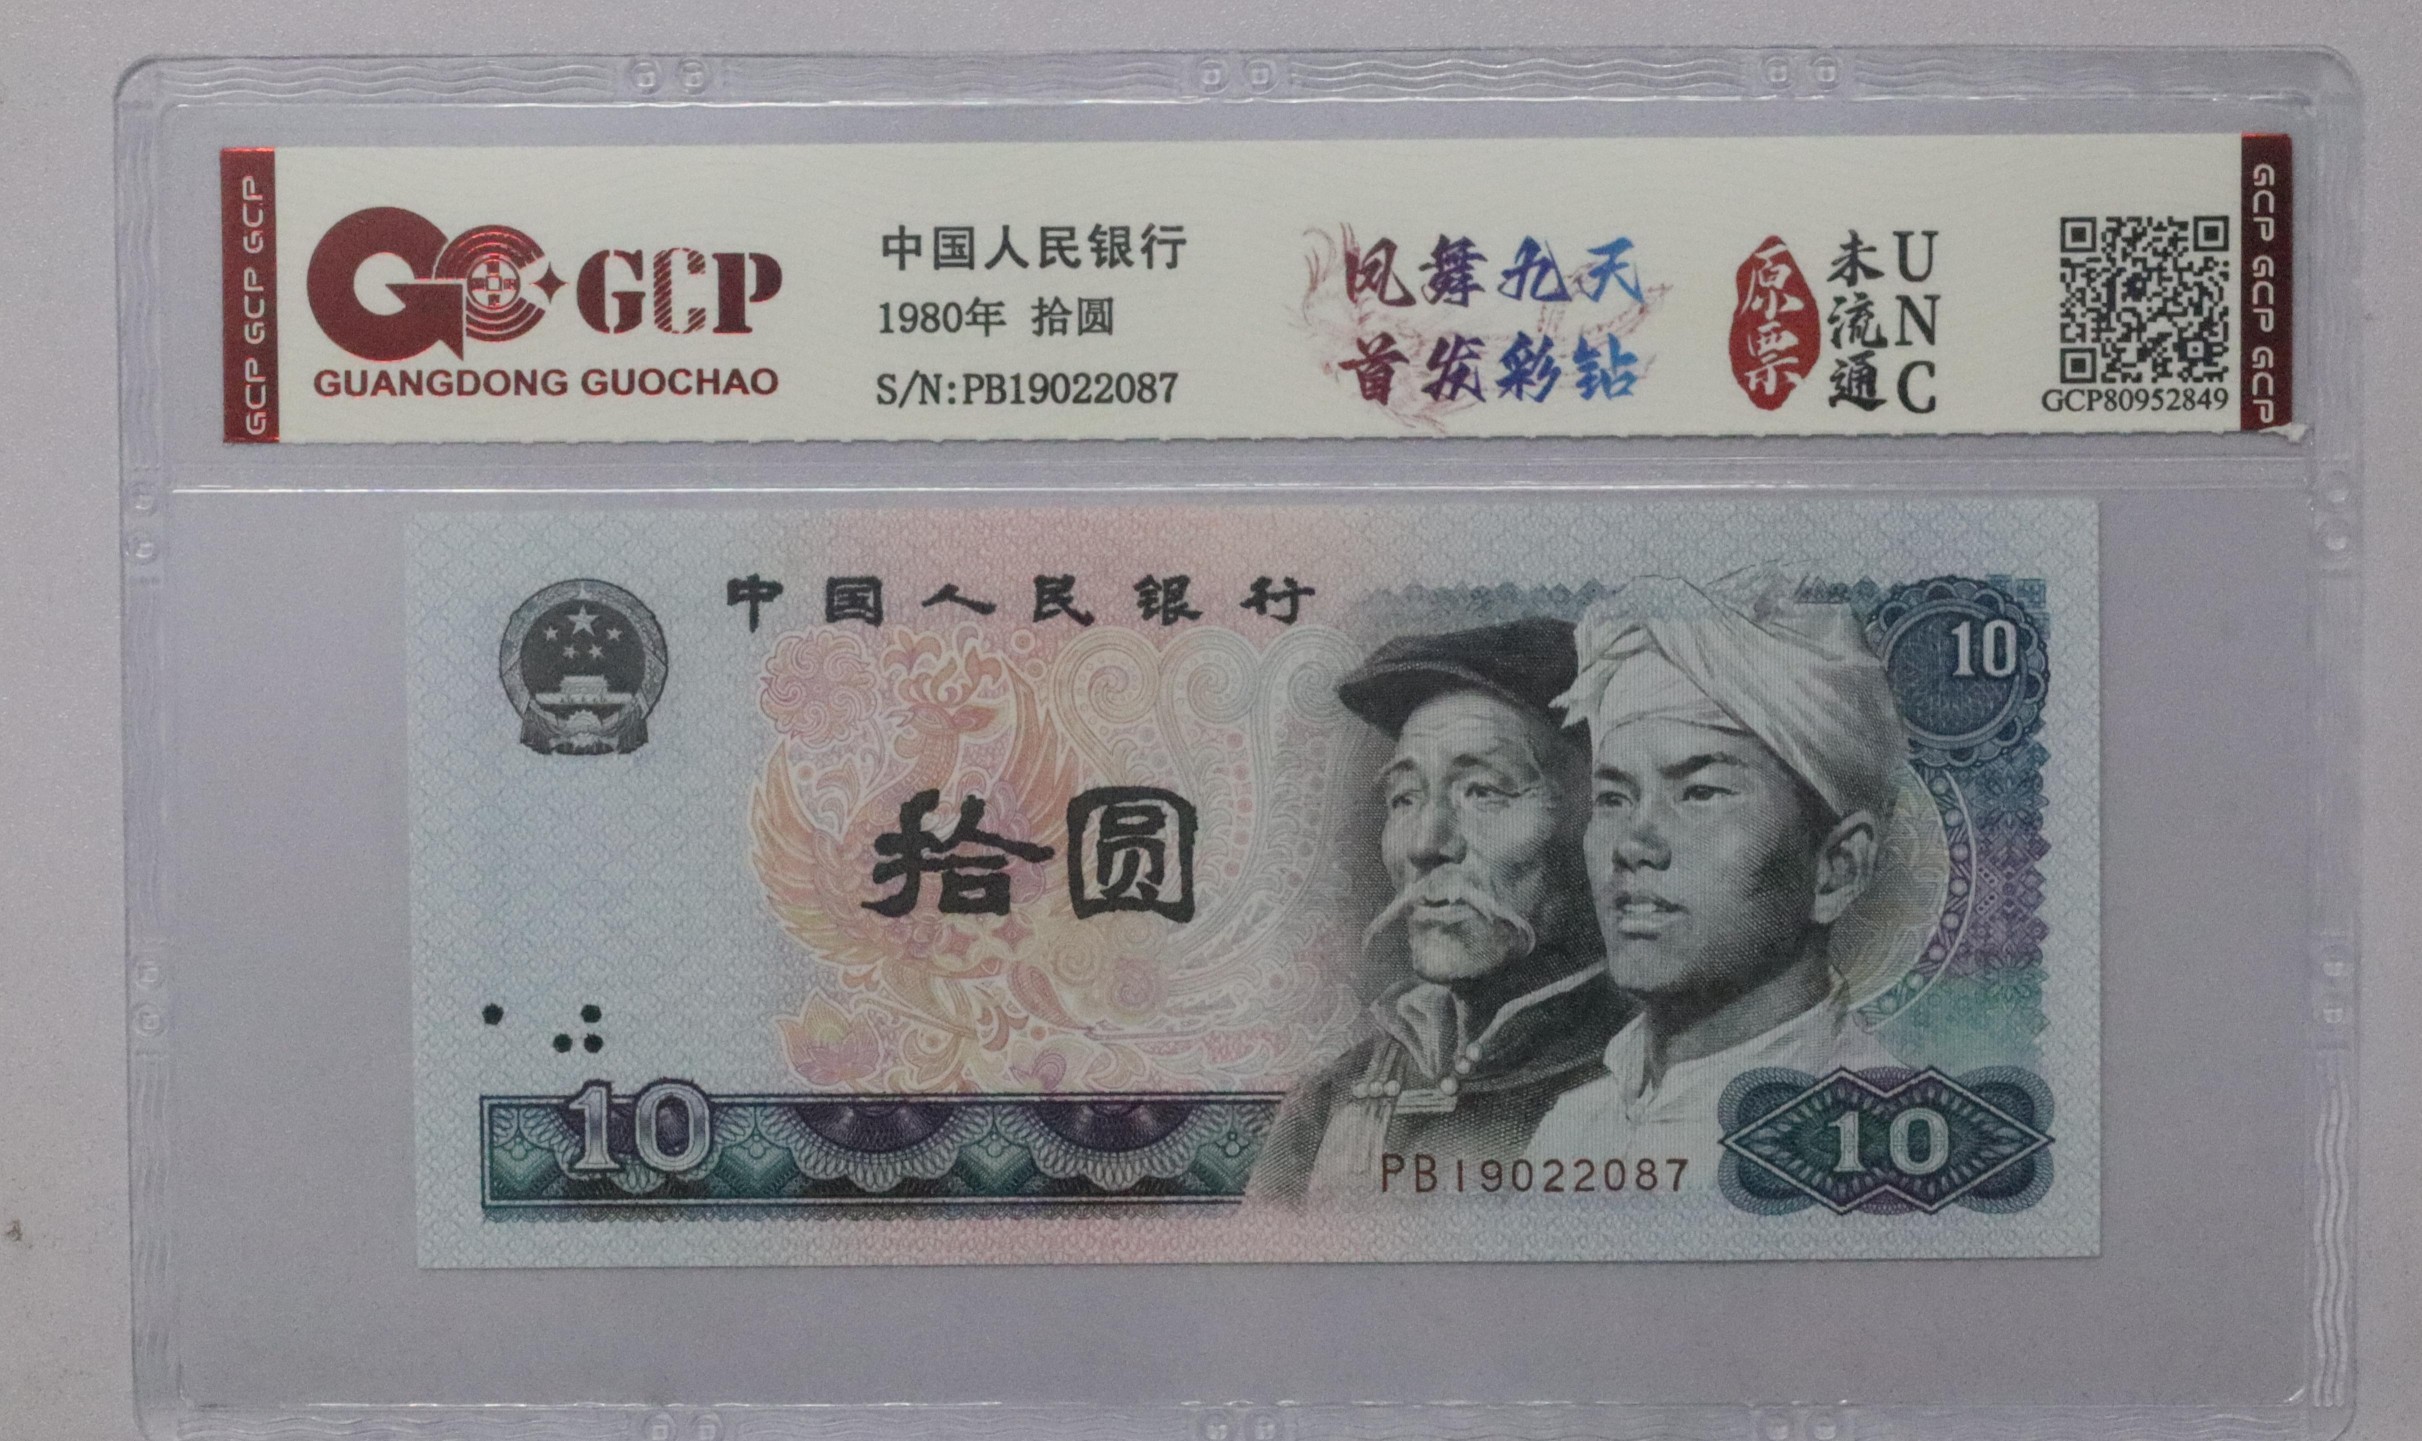 GCP GCP GCP
GCP
GUANGDONG GUOCHAO
中国人民银行
1980年 拾圆
S/N:PB19022087
凤舞九天
首发彩钻
原票
未流通
UNC
GCP80952849
GCP GCP GCP
中国人民银行
10
拾圆
10
PB19022087
10